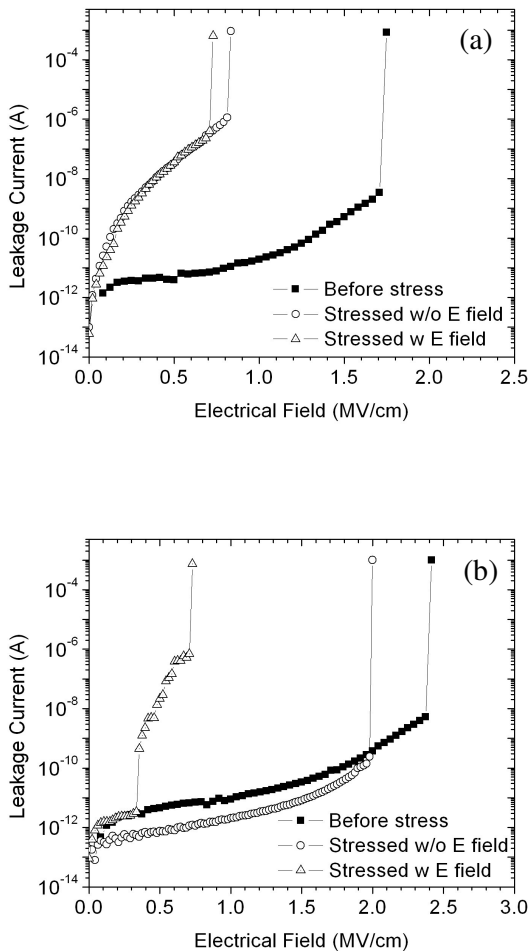 (a)
10^-4
10^-6
10^-8
10^-10
10^-12
10^-14
Leakage Current (A)
Before stress
Stressed w/o E field
Stressed w E field
0.0 0.5 1.0 1.5 2.0 2.5
Electrical Field (MV/cm)
(b)
10^-4
10^-6
10^-8
10^-10
10^-12
10^-14
Leakage Current (A)
Before stress
Stressed w/o E field
Stressed w E field
0.0 0.5 1.0 1.5 2.0 2.5 3.0
Electrical Field (MV/cm)